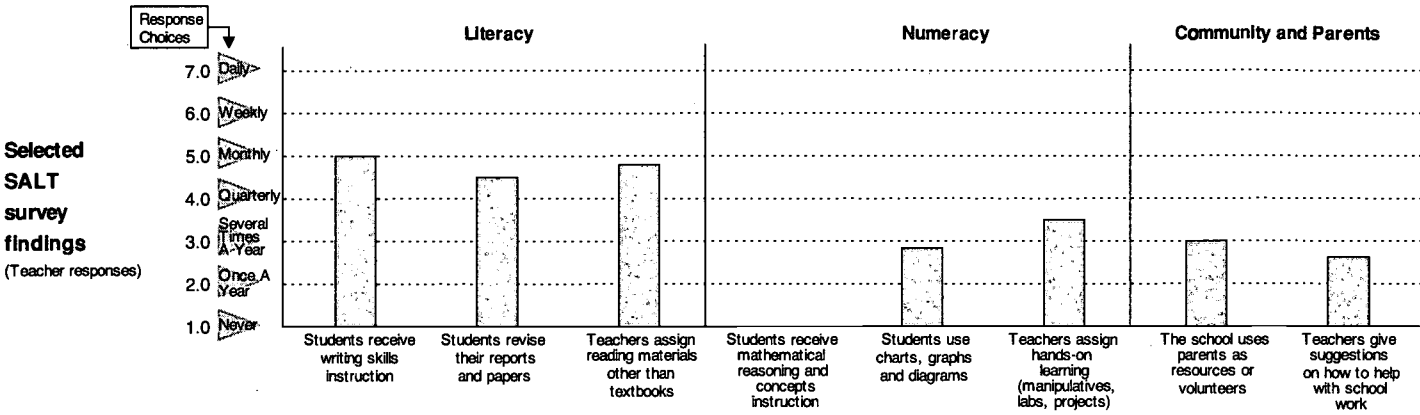 Response
Choices
Literacy
Numeracy
Community and Parents
7.0 Daily
6.0 Weekly
5.0 Monthly
4.0 Quarterly
3.0 Several
Times
A-Year
2.0 Once A
Year
1.0 Never
Selected
SALT
survey
findings
(Teacher responses)
Students receive
writing skills
instruction
Students revise
their reports
and papers
Teachers assign
reading materials
other than
textbooks
Students receive
mathematical
reasoning and
concepts
instruction
Students use
charts, graphs
and diagrams
Teachers assign
hands-on
learning
(manipulatives,
labs, projects)
The school uses
parents as
resources or
volunteers
Teachers give
suggestions
on how to help
with school
work